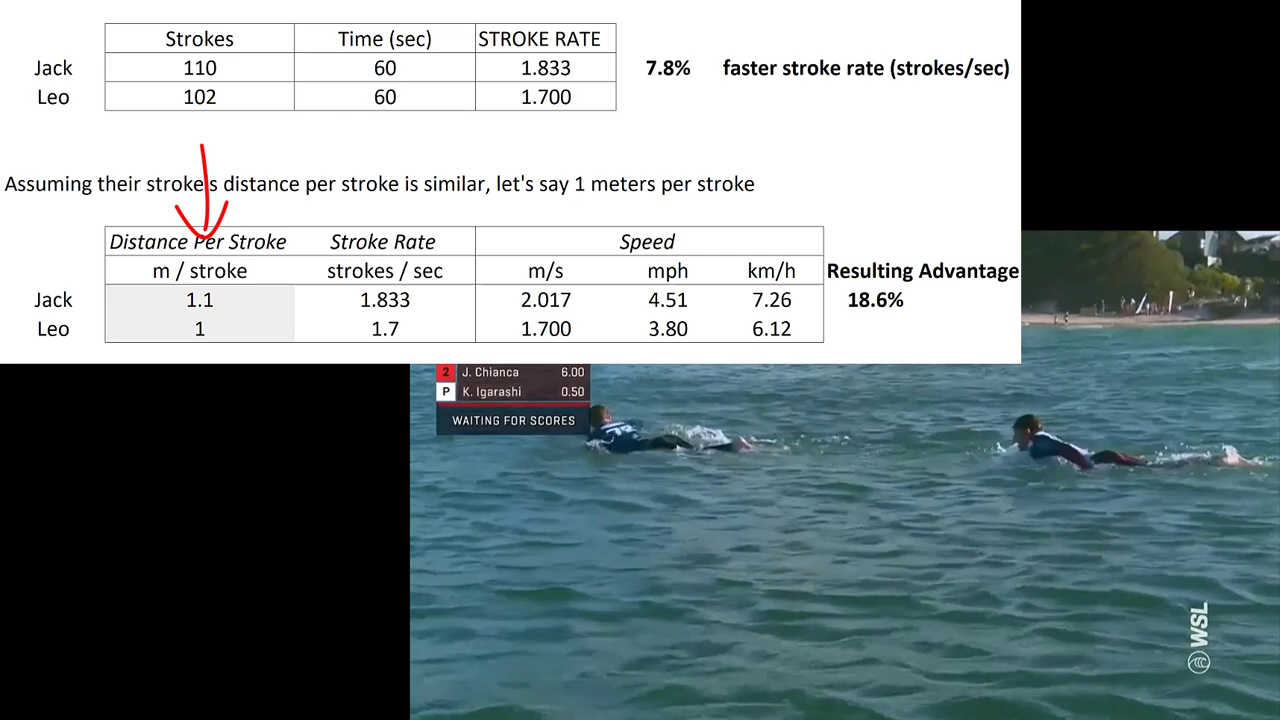 Strokes Time (sec) STROKE RATE
Jack 110 60 1.833 7.8% faster stroke rate (strokes/sec)
Leo 102 60 1.700
Assuming their stroke's distance per stroke is similar, let's say 1 meters per stroke
Distance Per Stroke Stroke Rate Speed
m / stroke strokes / sec m/s mph km/h Resulting Advantage
Jack 1.1 1.833 2.017 4.51 7.26 18.6%
Leo 1 1.7 1.700 3.80 6.12
2 J. Chianca 6.00
P K. Igarashi 0.50
WAITING FOR SCORES
WSL